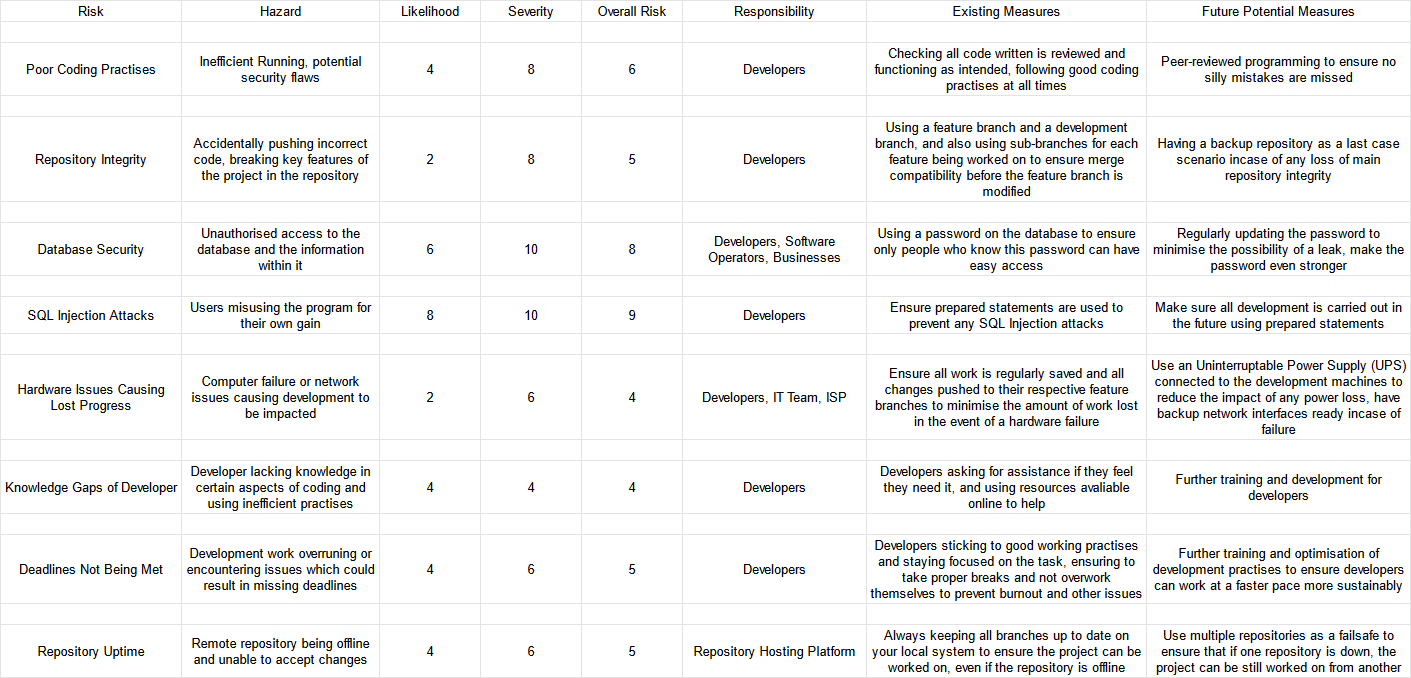 Risk Hazard Likelihood Severity Overall Risk Responsibility Existing Measures Future Potential Measures
Poor Coding Practises
Inefficient Running, potential
security flaws
4
8
6
Developers
Checking all code written is reviewed and
functioning as intended, following good coding
practises at all times
Peer-reviewed programming to ensure no
silly mistakes are missed
Repository Integrity
Accidentally pushing incorrect
code, breaking key features of
the project in the repository
2
8
5
Developers
Using a feature branch and a development
branch, and also using sub-branches for each
feature being worked on to ensure merge
compatibility before the feature branch is
modified
Having a backup repository as a last case
scenario incase of any loss of main
repository integrity
Database Security
Unauthorised access to the
database and the information
within it
6
10
8
Developers, Software
Operators, Businesses
Using a password on the database to ensure
only people who know this password can have
easy access
Regularly updating the password to
minimise the possibility of a leak, make the
password even stronger
SQL Injection Attacks
Users misusing the program for
their own gain
8
10
9
Developers
Ensure prepared statements are used to
prevent any SQL Injection attacks
Make sure all development is carried out in
the future using prepared statements
Hardware Issues Causing
Lost Progress
Computer failure or network
issues causing development to
be impacted
2
6
4
Developers, IT Team, ISP
Ensure all work is regularly saved and all
changes pushed to their respective feature
branches to minimise the amount of work lost
in the event of a hardware failure
Use an Uninterruptable Power Supply (UPS)
connected to the development machines to
reduce the impact of any power loss, have
backup network interfaces ready incase of
failure
Knowledge Gaps of Developer
Developer lacking knowledge in
certain aspects of coding and
using inefficient practises
4
4
4
Developers
Developers asking for assistance if they feel
they need it, and using resources avaliable
online to help
Further training and development for
developers
Deadlines Not Being Met
Development work overruning or
encountering issues which could
result in missing deadlines
4
6
5
Developers
Developers sticking to good working practises
and staying focused on the task, ensuring to
take proper breaks and not overwork
themselves to prevent burnout and other issues
Further training and optimisation of
development practises to ensure developers
can work at a faster pace more sustainably
Repository Uptime
Remote repository being offline
and unable to accept changes
4
6
5
Repository Hosting Platform
Always keeping all branches up to date on
your local system to ensure the project can be
worked on, even if the repository is offline
Use multiple repositories as a failsafe to
ensure that if one repository is down, the
project can be still worked on from another